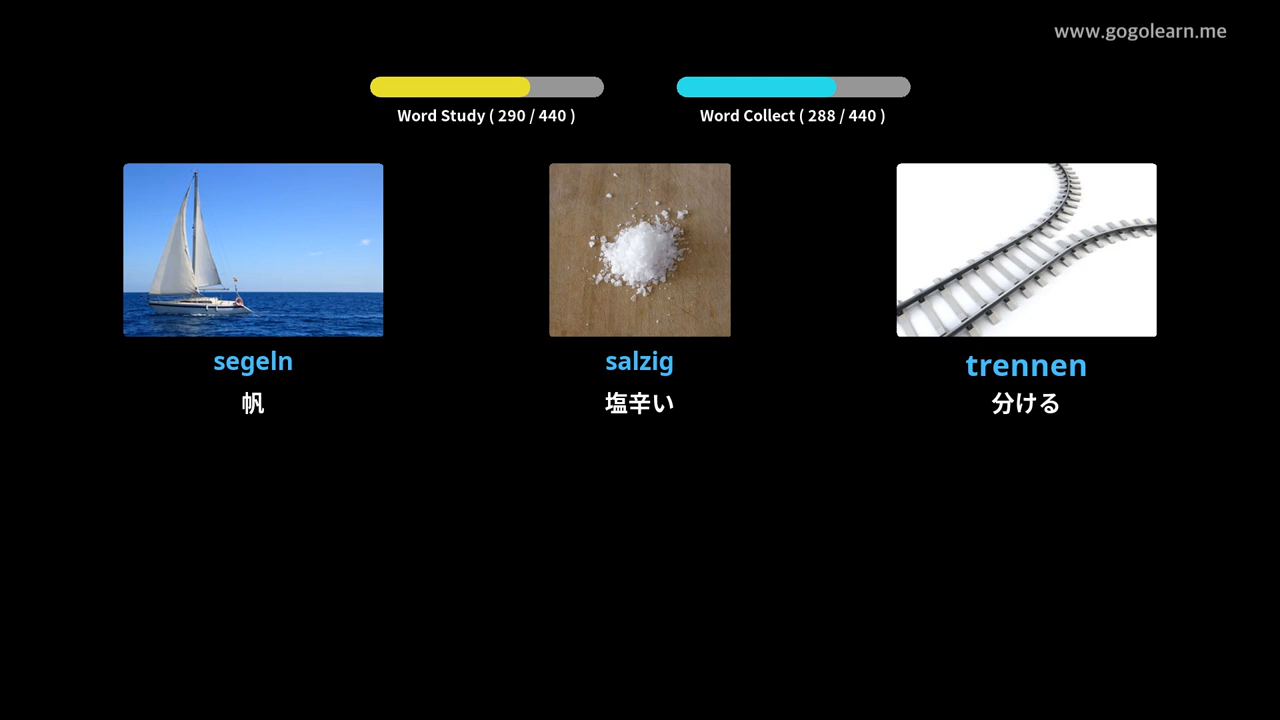 www.gogolearn.me
Word Study ( 290 / 440 )
Word Collect ( 288 / 440 )
segeln
帆
salzig
塩辛い
trennen
分ける